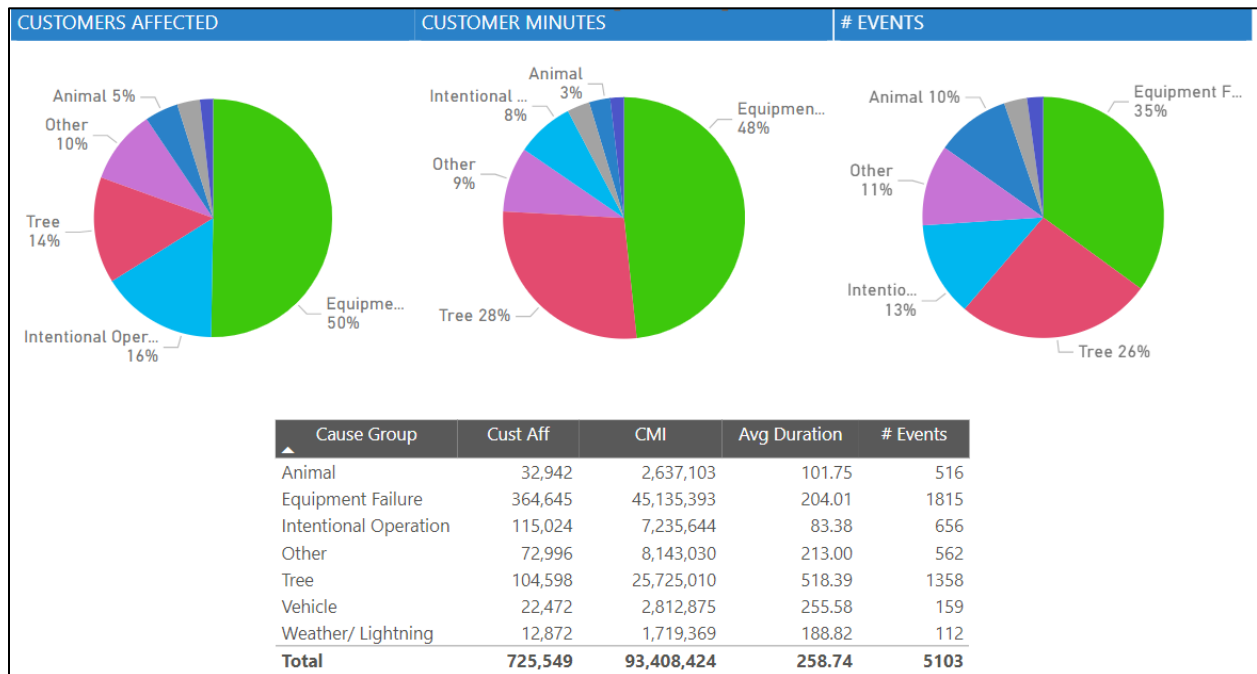 CUSTOMERS AFFECTED
Animal 5%
Other
10%
Tree
14%
Intentional Oper...
16%
Equipme...
50%
CUSTOMER MINUTES
Animal
3%
Intentional ...
8%
Other
9%
Tree 28%
Equipmen...
48%
# EVENTS
Animal 10%
Other
11%
Intentio...
13%
Tree 26%
Equipment F...
35%
Cause Group Cust Aff CMI Avg Duration # Events
Animal 32,942 2,637,103 101.75 516
Equipment Failure 364,645 45,135,393 204.01 1815
Intentional Operation 115,024 7,235,644 83.38 656
Other 72,996 8,143,030 213.00 562
Tree 104,598 25,725,010 518.39 1358
Vehicle 22,472 2,812,875 255.58 159
Weather/ Lightning 12,872 1,719,369 188.82 112
Total 725,549 93,408,424 258.74 5103